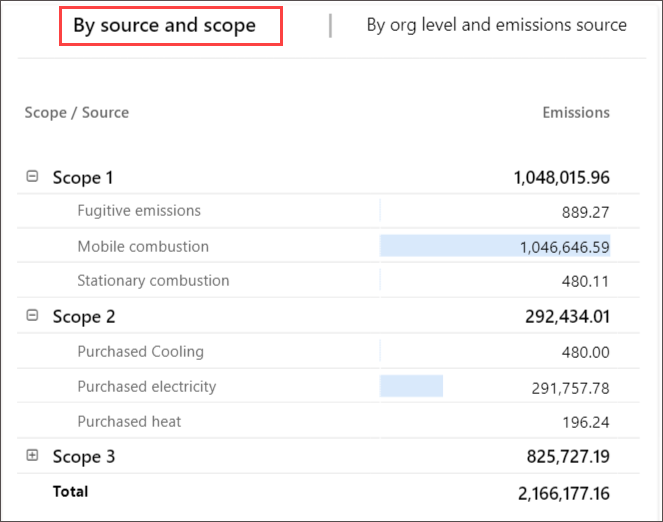 By source and scope | By org level and emissions source
Scope / Source Emissions
Scope 1 1,048,015.96
Fugitive emissions 889.27
Mobile combustion 1,046,646.59
Stationary combustion 480.11
Scope 2 292,434.01
Purchased Cooling 480.00
Purchased electricity 291,757.78
Purchased heat 196.24
Scope 3 825,727.19
Total 2,166,177.16